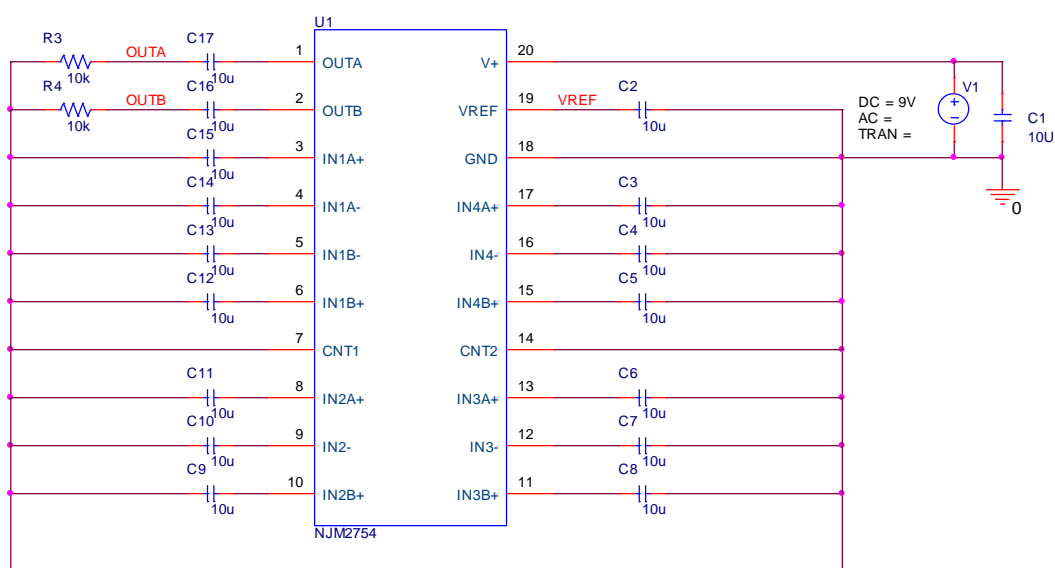 U1
R3 OUTA C17 1 OUTA V+ 20
10k 10u
R4 OUTB C16 2 OUTB VREF 19 VREF C2
10k 10u 10u
V1
DC = 9V
AC =
TRAN =
C1
10U
0
C15 3 IN1A+ GND 18
10u
C14 4 IN1A- IN4A+ 17 C3
10u 10u
C13 5 IN1B- IN4- 16 C4
10u 10u
C12 6 IN1B+ IN4B+ 15 C5
10u 10u
7 CNT1 CNT2 14
C11 8 IN2A+ IN3A+ 13 C6
10u 10u
C10 9 IN2- IN3- 12 C7
10u 10u
C9 10 IN2B+ IN3B+ 11 C8
10u 10u
NJM2754